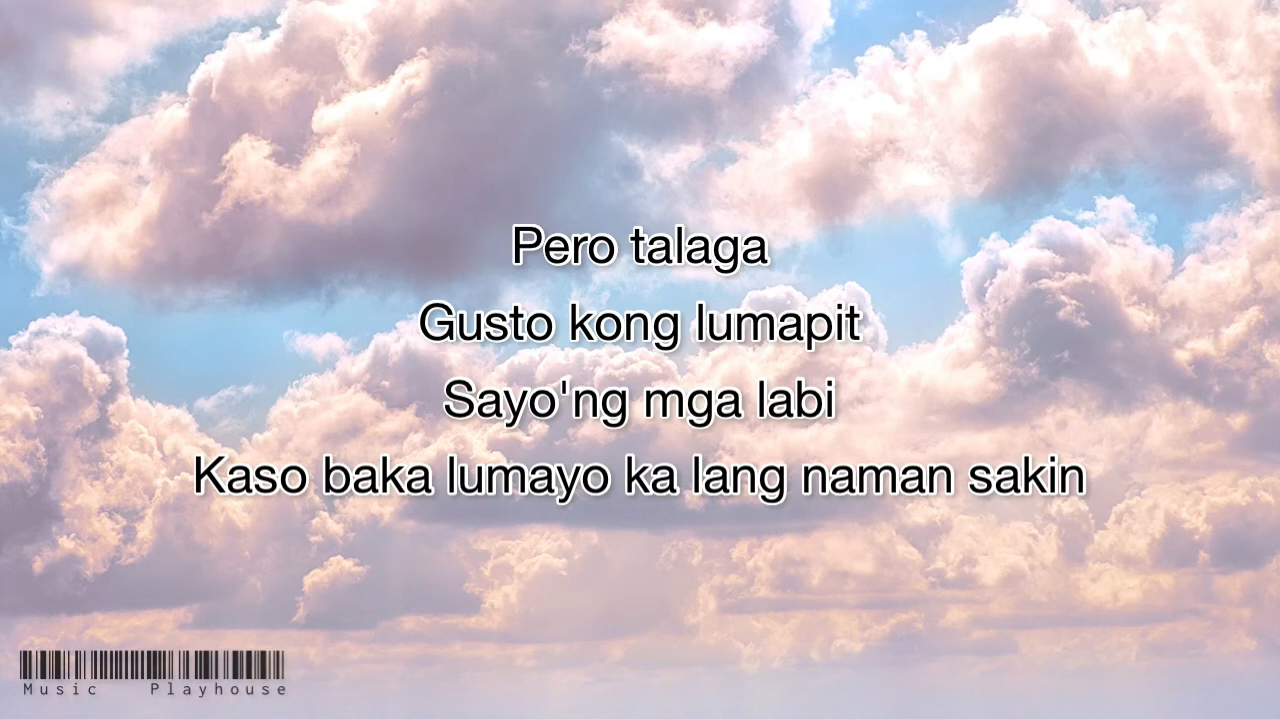 Pero talaga
Gusto kong lumapit
Sayo'ng mga labi
Kaso baka lumayo ka lang naman sakin
Music Playhouse